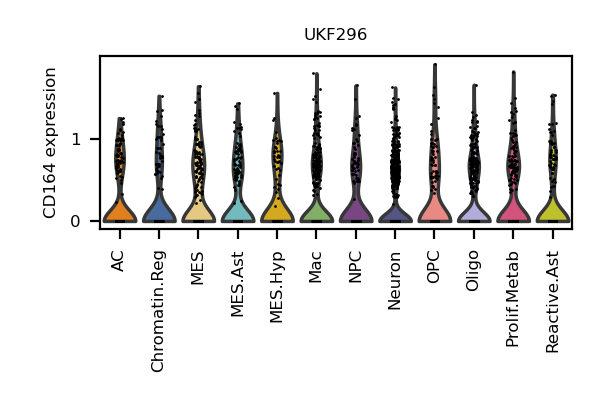 UKF296
CD164 expression
1
0
AC
Chromatin.Reg
MES
MES.Ast
MES.Hyp
Mac
NPC
Neuron
OPC
Oligo
Prolif.Metab
Reactive.Ast